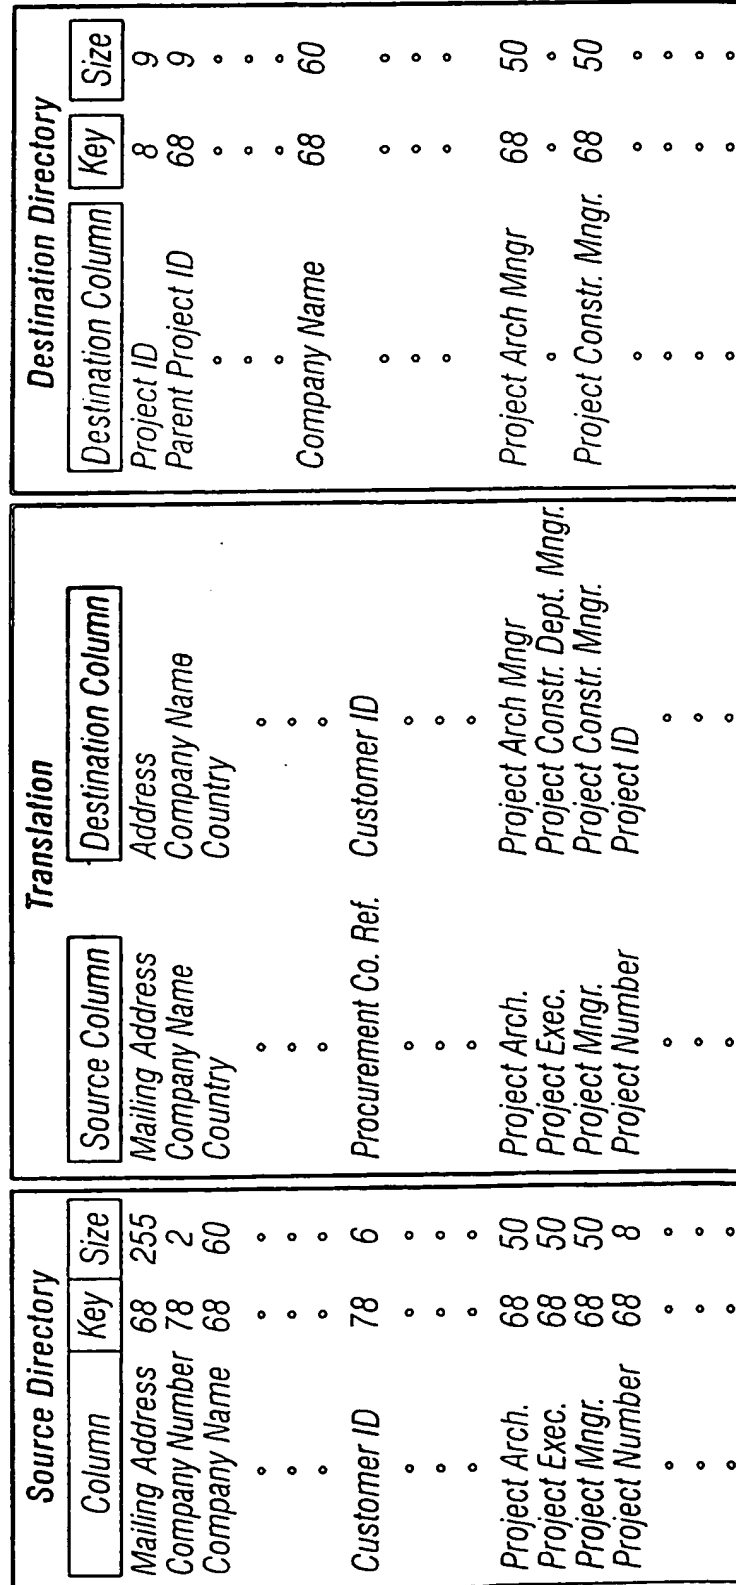 Source Directory
Column Key Size
Mailing Address 68 255
Company Number 78 2
Company Name 68 60
Customer ID 78 6
Project Arch. 68 50
Project Exec. 68 50
Project Mngr. 68 50
Project Number 68 8
Translation
Source Column Destination Column
Mailing Address Address
Company Name Company Name
Country Country
Procurement Co. Ref. Customer ID
Project Arch. Project Arch Mngr
Project Exec. Project Constr. Dept. Mngr.
Project Mngr. Project Constr. Mngr.
Project Number Project ID
Destination Directory
Destination Column Key Size
Project ID 8 9
Parent Project ID 68 9
Company Name 68 60
Project Arch Mngr 68 50
Project Constr. Mngr. 68 50